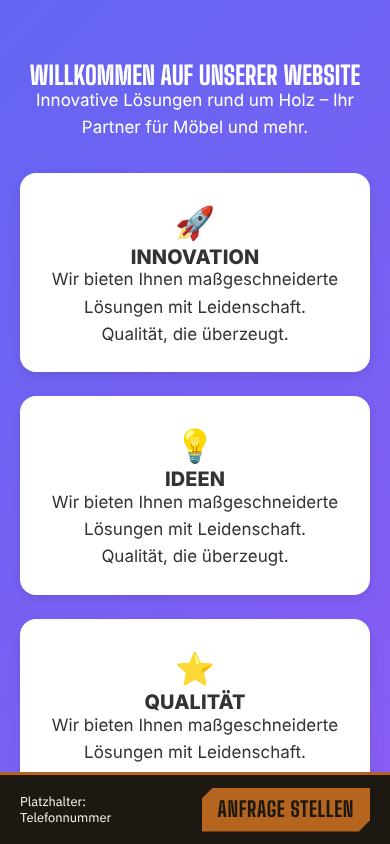 WILLKOMMEN AUF UNSERER WEBSITE
Innovative Lösungen rund um Holz – Ihr
Partner für Möbel und mehr.
INNOVATION
Wir bieten Ihnen maßgeschneiderte
Lösungen mit Leidenschaft.
Qualität, die überzeugt.
IDEEN
Wir bieten Ihnen maßgeschneiderte
Lösungen mit Leidenschaft.
Qualität, die überzeugt.
QUALITÄT
Wir bieten Ihnen maßgeschneiderte
Lösungen mit Leidenschaft.
Platzhalter:
Telefonnummer
ANFRAGE STELLEN